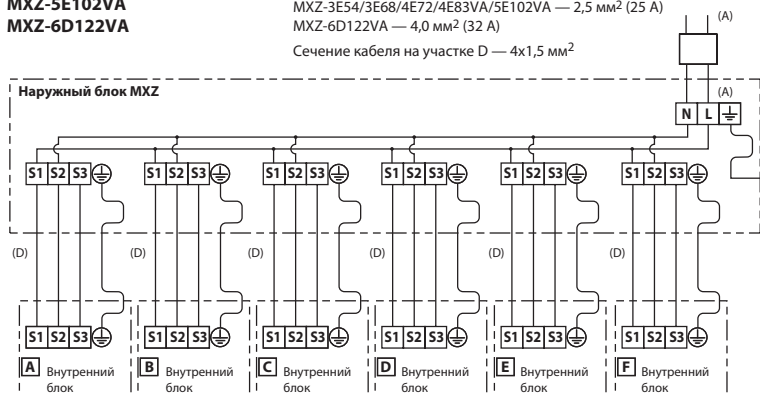 MXZ-5E102VA
MXZ-6D122VA
MXZ-3E54/3E68/4E72/4E83VA/5E102VA — 2,5 мм² (25 А)
MXZ-6D122VA — 4,0 мм² (32 А)
Сечение кабеля на участке D — 4х1,5 мм²
(A)
Наружный блок MXZ
(A)
N L
S1 S2 S3 S1 S2 S3 S1 S2 S3 S1 S2 S3 S1 S2 S3 S1 S2 S3
(D) (D) (D) (D) (D) (D)
S1 S2 S3 S1 S2 S3 S1 S2 S3 S1 S2 S3 S1 S2 S3 S1 S2 S3
A Внутренний B Внутренний C Внутренний D Внутренний E Внутренний F Внутренний
блок блок блок блок блок блок